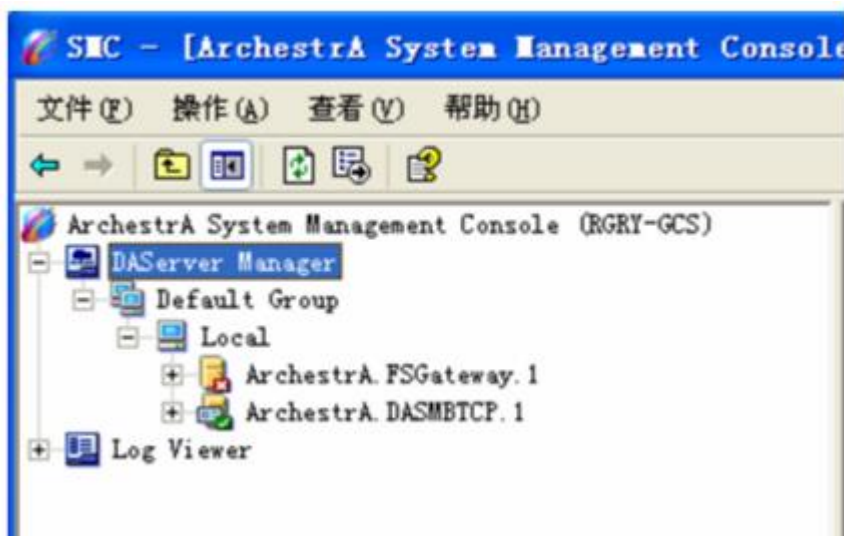 SMC - [ArchestrA System Management Console
文件(F) 操作(A) 查看(V) 帮助(H)
ArchestrA System Management Console (RGRY-GCS)
DAServer Manager
Default Group
Local
ArchestrA.FSGateway.1
ArchestrA.DASMBTCP.1
Log Viewer